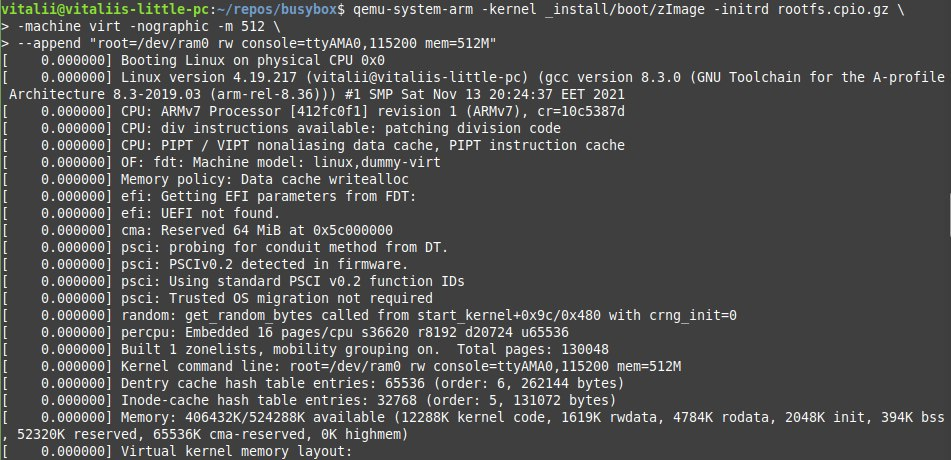 vitalii@vitaliis-little-pc:~/repos/busybox$ qemu-system-arm -kernel _install/boot/zImage -initrd rootfs.cpio.gz \
> -machine virt -nographic -m 512 \
> --append "root=/dev/ram0 rw console=ttyAMA0,115200 mem=512M"
[    0.000000] Booting Linux on physical CPU 0x0
[    0.000000] Linux version 4.19.217 (vitalii@vitaliis-little-pc) (gcc version 8.3.0 (GNU Toolchain for the A-profile
 Architecture 8.3-2019.03 (arm-rel-8.36))) #1 SMP Sat Nov 13 20:24:37 EET 2021
[    0.000000] CPU: ARMv7 Processor [412fc0f1] revision 1 (ARMv7), cr=10c5387d
[    0.000000] CPU: div instructions available: patching division code
[    0.000000] CPU: PIPT / VIPT nonaliasing data cache, PIPT instruction cache
[    0.000000] OF: fdt: Machine model: linux,dummy-virt
[    0.000000] Memory policy: Data cache writealloc
[    0.000000] efi: Getting EFI parameters from FDT:
[    0.000000] efi: UEFI not found.
[    0.000000] cma: Reserved 64 MiB at 0x5c000000
[    0.000000] psci: probing for conduit method from DT.
[    0.000000] psci: PSCIv0.2 detected in firmware.
[    0.000000] psci: Using standard PSCI v0.2 function IDs
[    0.000000] psci: Trusted OS migration not required
[    0.000000] random: get_random_bytes called from start_kernel+0x9c/0x480 with crng_init=0
[    0.000000] percpu: Embedded 16 pages/cpu s36620 r8192 d20724 u65536
[    0.000000] Built 1 zonelists, mobility grouping on.  Total pages: 130048
[    0.000000] Kernel command line: root=/dev/ram0 rw console=ttyAMA0,115200 mem=512M
[    0.000000] Dentry cache hash table entries: 65536 (order: 6, 262144 bytes)
[    0.000000] Inode-cache hash table entries: 32768 (order: 5, 131072 bytes)
[    0.000000] Memory: 406432K/524288K available (12288K kernel code, 1619K rwdata, 4784K rodata, 2048K init, 394K bss
, 52320K reserved, 65536K cma-reserved, 0K highmem)
[    0.000000] Virtual kernel memory layout: